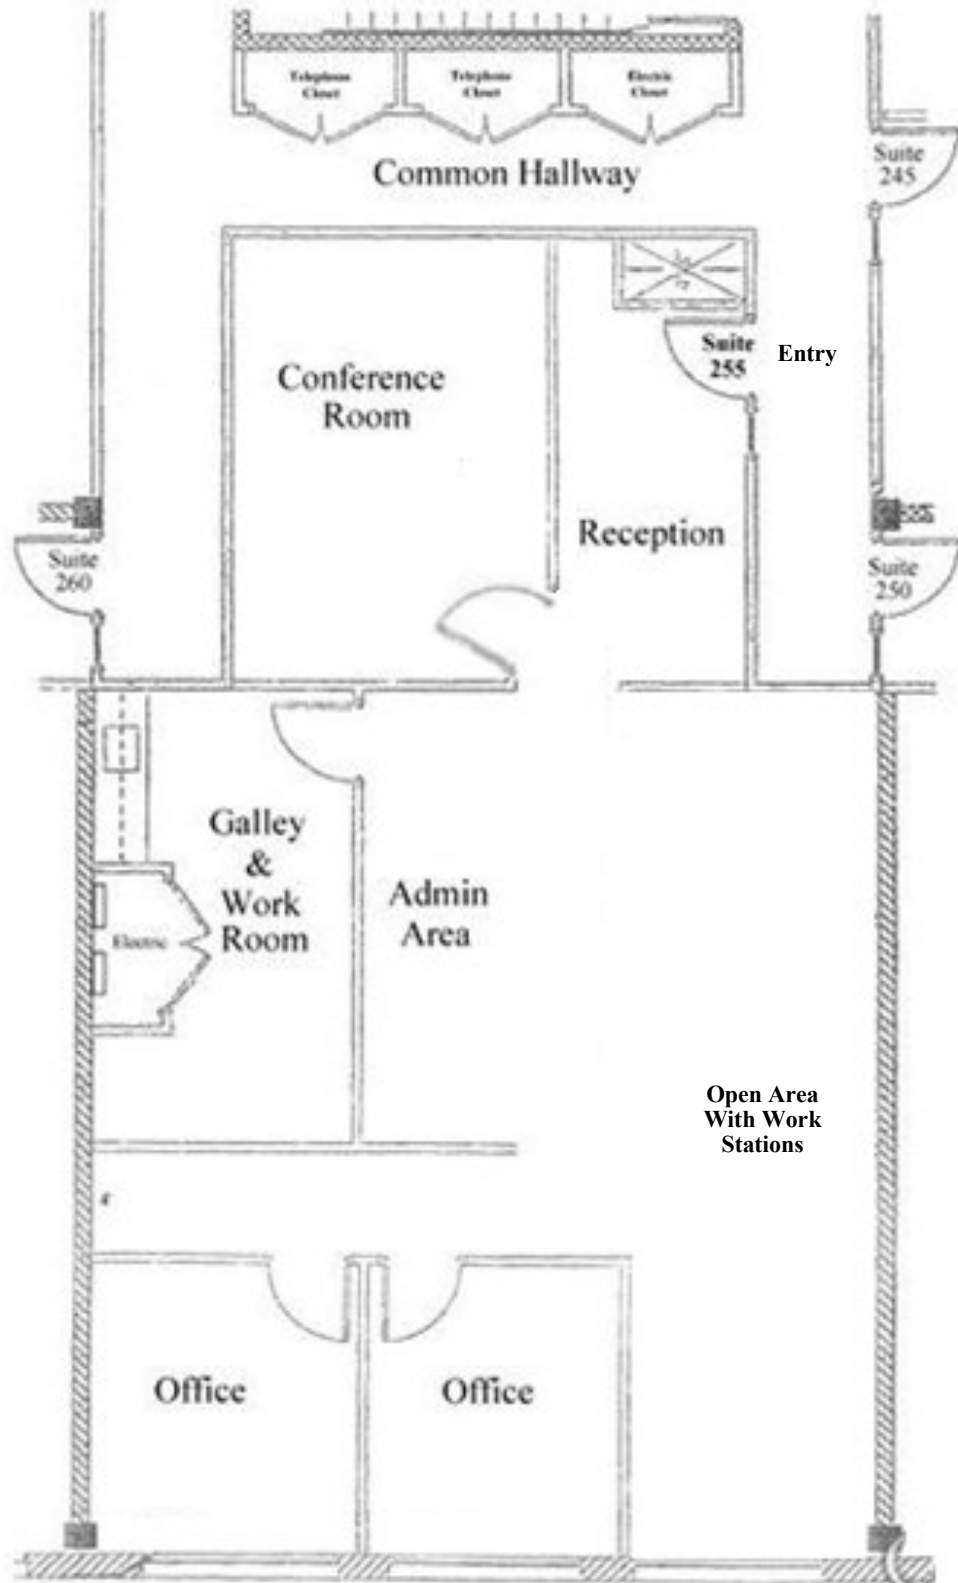 Telephone
Closet
Telephone
Closet
Electric
Closet
Common Hallway
Suite
245
Suite
255
Entry
Conference
Room
Reception
Suite
260
Suite
250
Galley
&
Work
Room
Electric
Admin
Area
Open Area
With Work
Stations
Office
Office